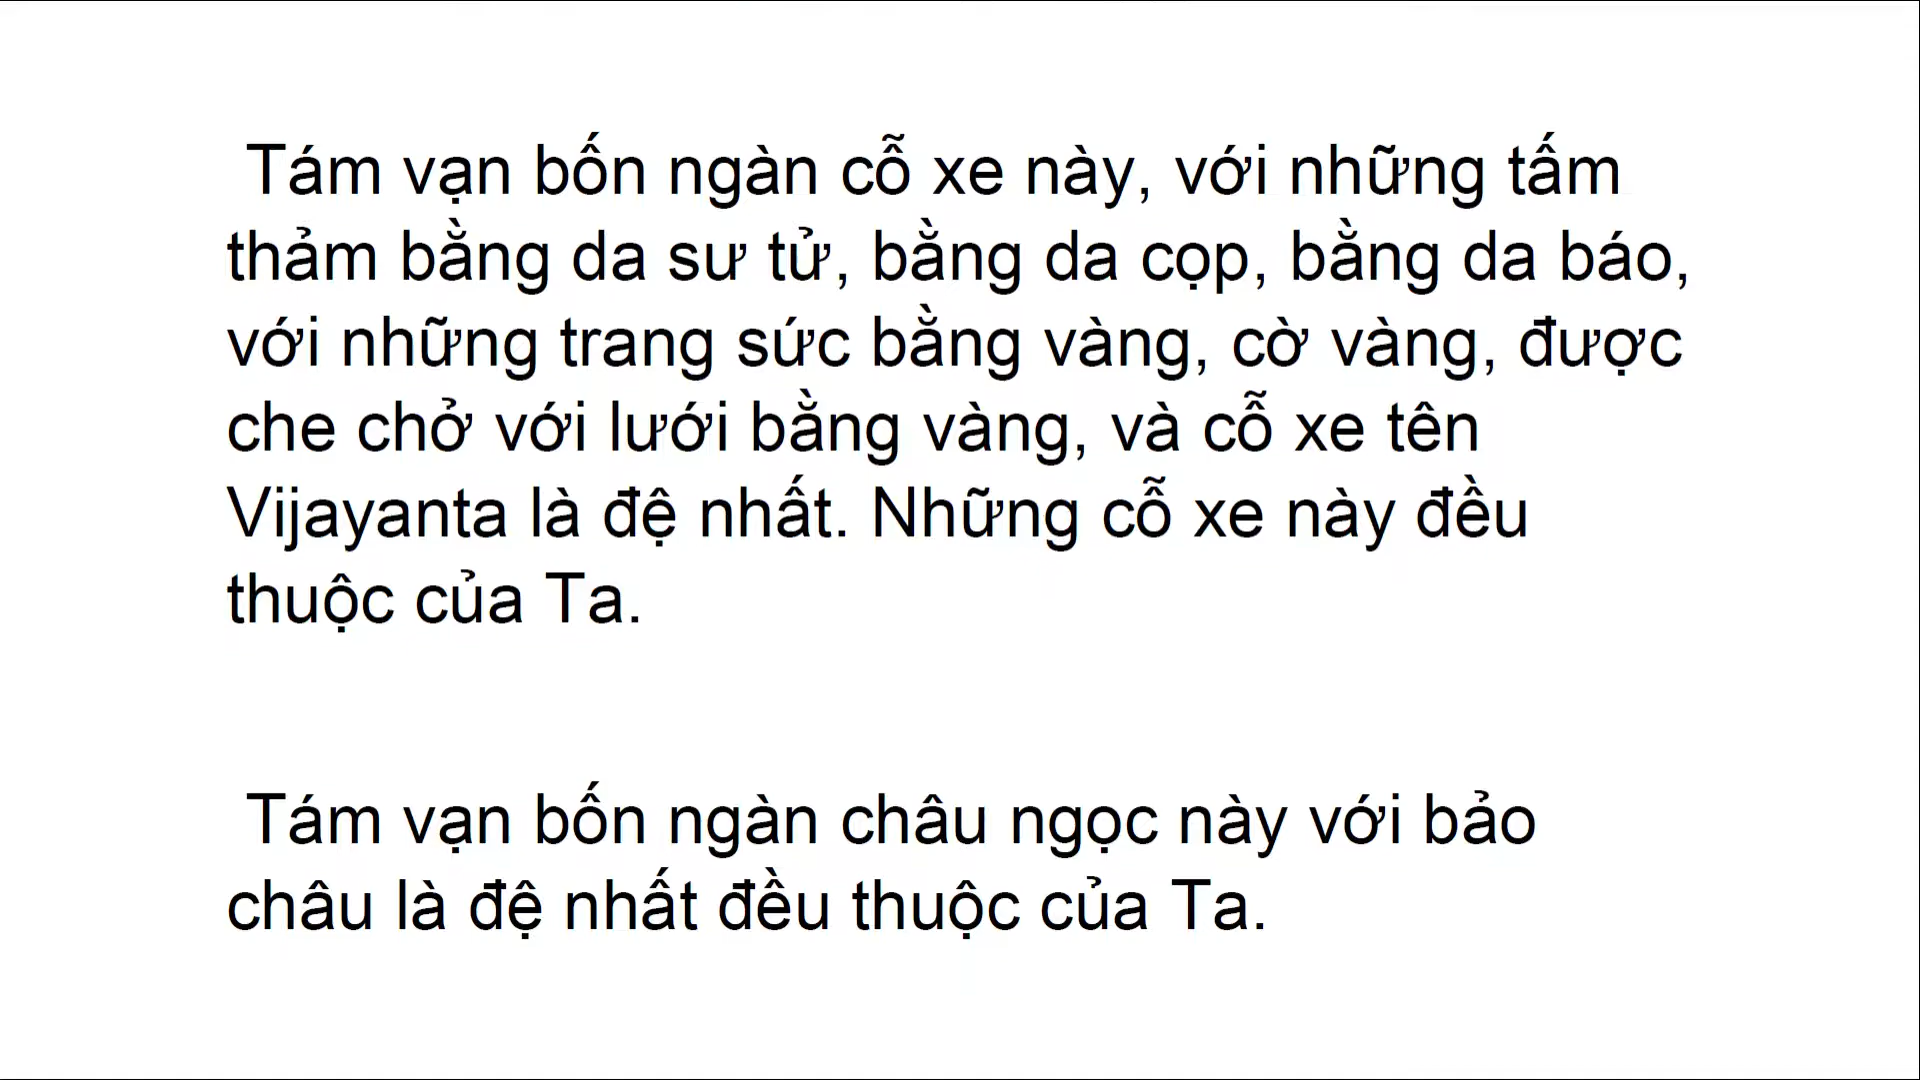 Tám vạn bốn ngàn cỗ xe này, với những tấm
thảm bằng da sư tử, bằng da cọp, bằng da báo,
với những trang sức bằng vàng, cờ vàng, được
che chở với lưới bằng vàng, và cỗ xe tên
Vijayanta là đệ nhất. Những cỗ xe này đều
thuộc của Ta.
Tám vạn bốn ngàn châu ngọc này với bảo
châu là đệ nhất đều thuộc của Ta.